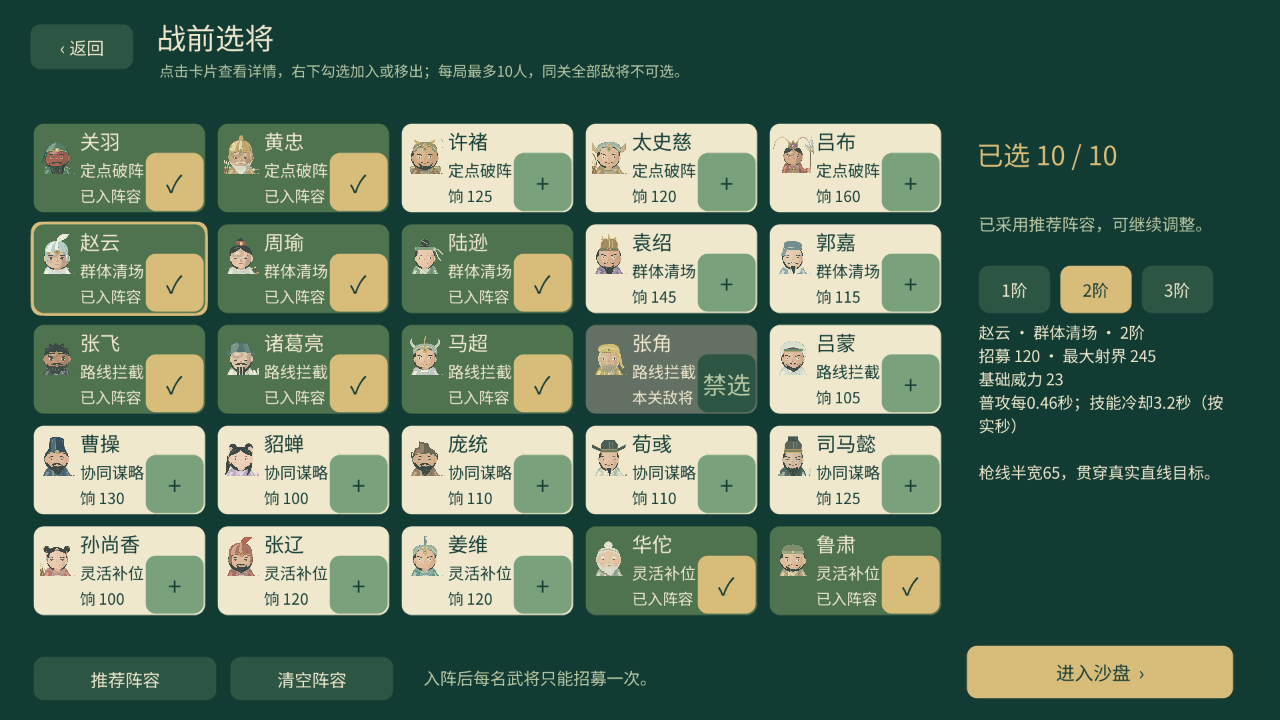 ‹ 返回
战前选将
点击卡片查看详情，右下勾选加入或移出；每局最多10人，同关全部敌将不可选。
关羽
定点破阵
已入阵容
✓
黄忠
定点破阵
已入阵容
✓
许褚
定点破阵
饷 125
+
太史慈
定点破阵
饷 120
+
吕布
定点破阵
饷 160
+
赵云
群体清场
已入阵容
✓
周瑜
群体清场
已入阵容
✓
陆逊
群体清场
已入阵容
✓
袁绍
群体清场
饷 145
+
郭嘉
群体清场
饷 115
+
张飞
路线拦截
已入阵容
✓
诸葛亮
路线拦截
已入阵容
✓
马超
路线拦截
已入阵容
✓
张角
路线拦截
本关敌将
禁选
吕蒙
路线拦截
饷 105
+
曹操
协同谋略
饷 130
+
貂蝉
协同谋略
饷 100
+
庞统
协同谋略
饷 110
+
荀彧
协同谋略
饷 110
+
司马懿
协同谋略
饷 125
+
孙尚香
灵活补位
饷 100
+
张辽
灵活补位
饷 120
+
姜维
灵活补位
饷 120
+
华佗
灵活补位
已入阵容
✓
鲁肃
灵活补位
已入阵容
✓
已选 10 / 10
已采用推荐阵容，可继续调整。
1阶
2阶
3阶
赵云 · 群体清场 · 2阶
招募 120 · 最大射界 245
基础威力 23
普攻每0.46秒；技能冷却3.2秒（按
实秒）
枪线半宽65，贯穿真实直线目标。
推荐阵容
清空阵容
入阵后每名武将只能招募一次。
进入沙盘 ›